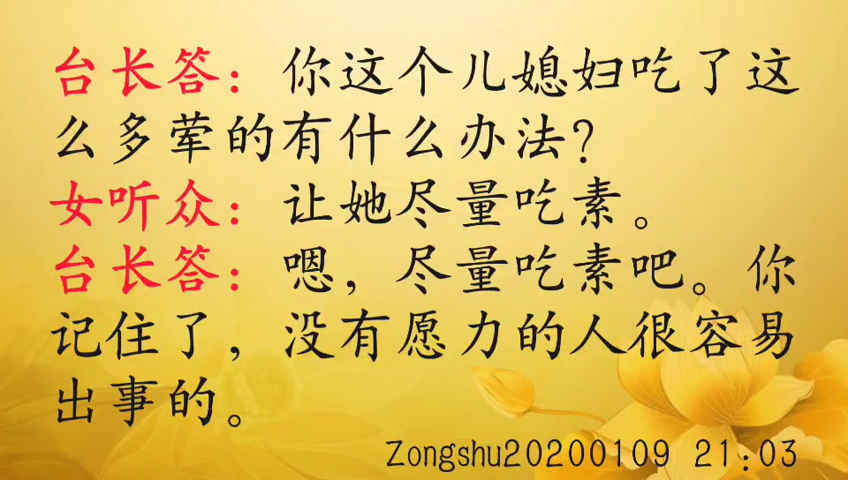 台长答：你这个儿媳妇吃了这
么多荤的有什么办法？
女听众：让她尽量吃素。
台长答：嗯，尽量吃素吧。你
记住了，没有愿力的人很容易
出事的。
Zongshu20200109 21:03